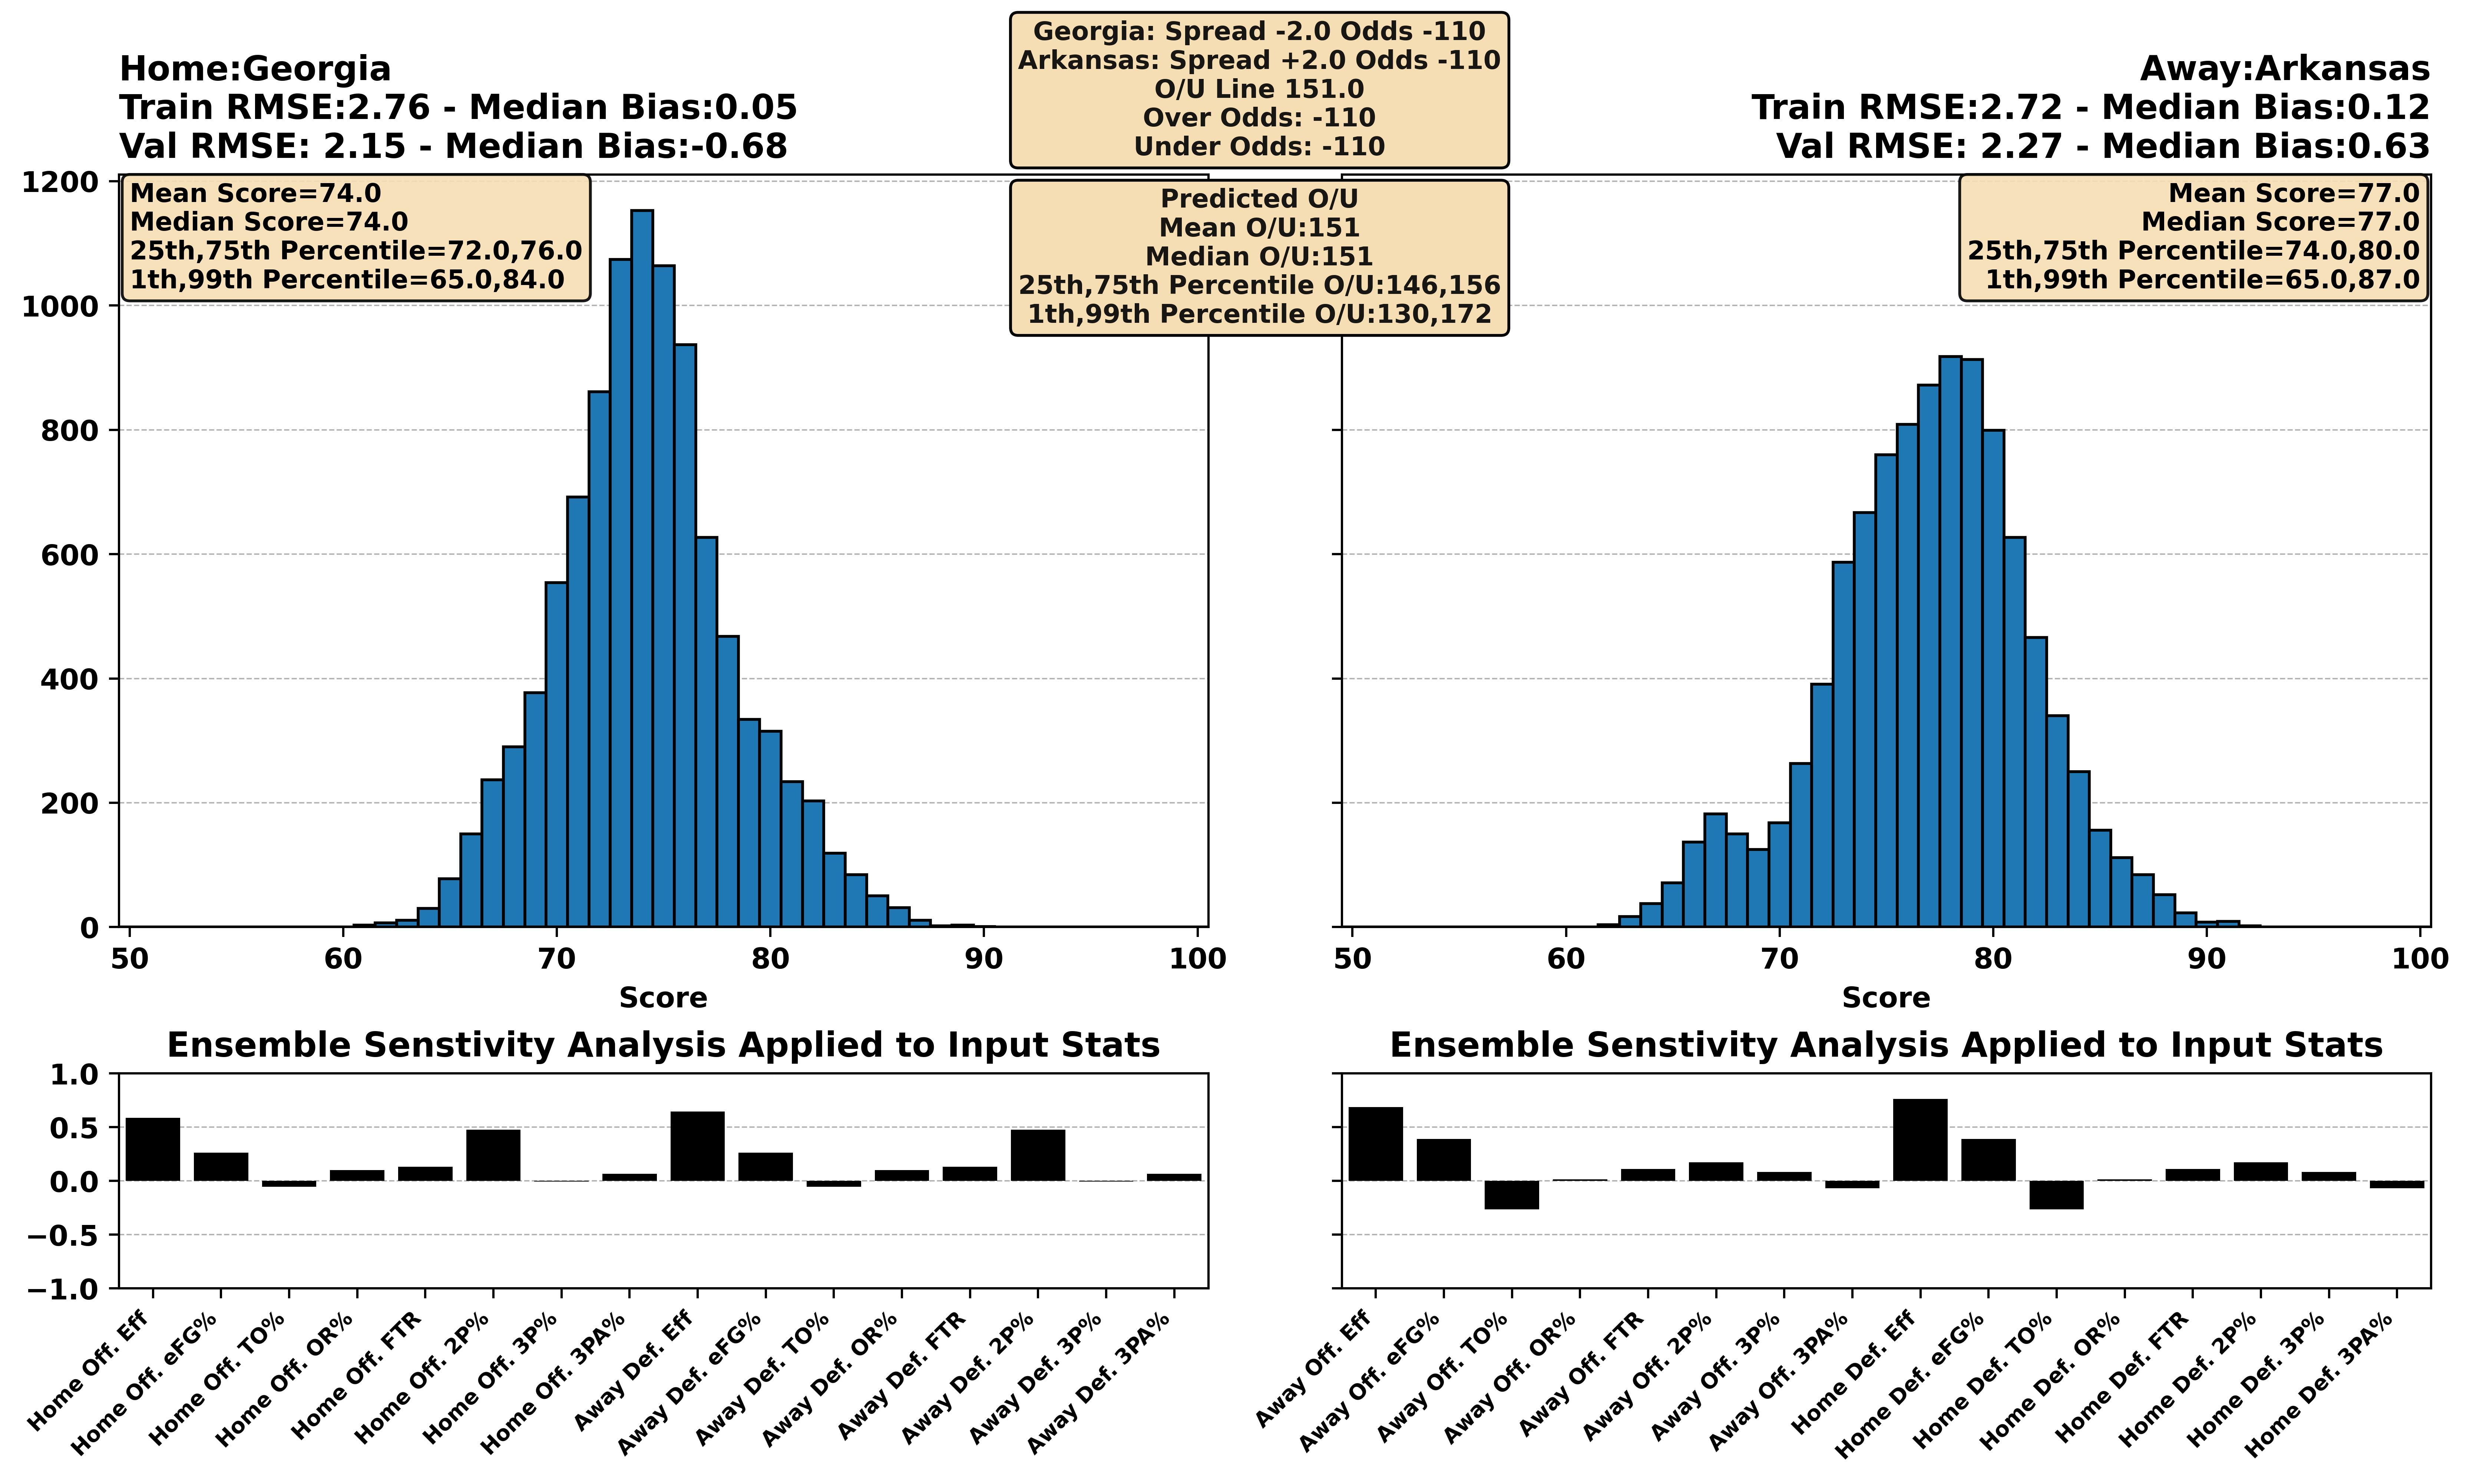 Georgia: Spread -2.0 Odds -110
Arkansas: Spread +2.0 Odds -110
O/U Line 151.0
Over Odds: -110
Under Odds: -110
Home:Georgia
Train RMSE:2.76 - Median Bias:0.05
Val RMSE: 2.15 - Median Bias:-0.68
Away:Arkansas
Train RMSE:2.72 - Median Bias:0.12
Val RMSE: 2.27 - Median Bias:0.63
Mean Score=74.0
Median Score=74.0
25th,75th Percentile=72.0,76.0
1th,99th Percentile=65.0,84.0
Predicted O/U
Mean O/U:151
Median O/U:151
25th,75th Percentile O/U:146,156
1th,99th Percentile O/U:130,172
Mean Score=77.0
Median Score=77.0
25th,75th Percentile=74.0,80.0
1th,99th Percentile=65.0,87.0
1200
1000
800
600
400
200
0
50 60 70 80 90 100
Score
50 60 70 80 90 100
Score
Ensemble Senstivity Analysis Applied to Input Stats
1.0
0.5
0.0
−0.5
−1.0
Home Off. Eff
Home Off. eFG%
Home Off. TO%
Home Off. OR%
Home Off. FTR
Home Off. 2P%
Home Off. 3P%
Home Off. 3PA%
Away Def. Eff
Away Def. eFG%
Away Def. TO%
Away Def. OR%
Away Def. FTR
Away Def. 2P%
Away Def. 3P%
Away Def. 3PA%
Ensemble Senstivity Analysis Applied to Input Stats
Away Off. Eff
Away Off. eFG%
Away Off. TO%
Away Off. OR%
Away Off. FTR
Away Off. 2P%
Away Off. 3P%
Away Off. 3PA%
Home Def. Eff
Home Def. eFG%
Home Def. TO%
Home Def. OR%
Home Def. FTR
Home Def. 2P%
Home Def. 3P%
Home Def. 3PA%